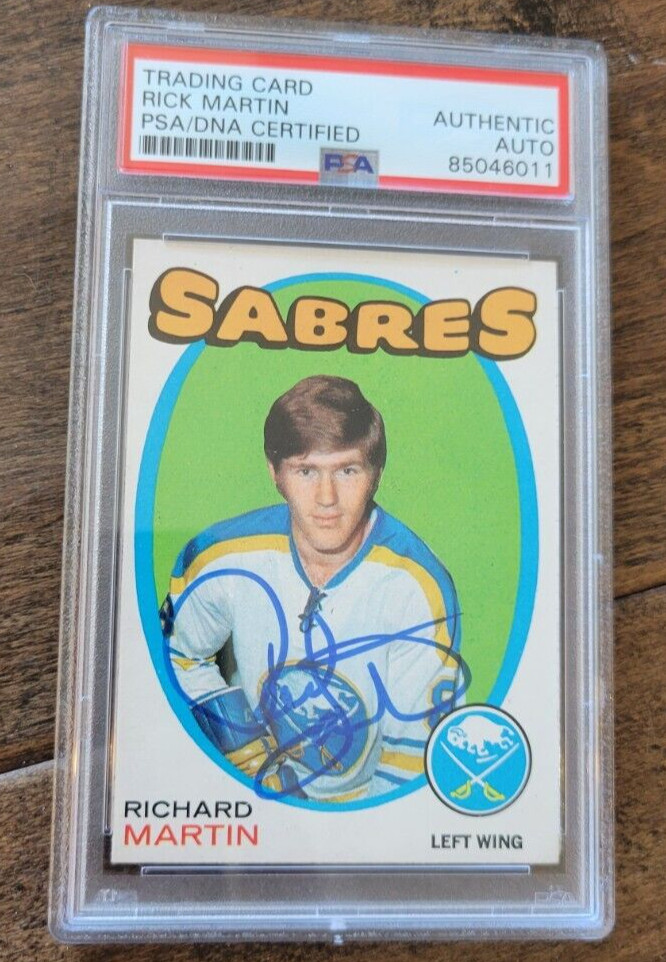 TRADING CARD
RICK MARTIN
PSA/DNA CERTIFIED
AUTHENTIC
AUTO
85046011
PSA
SABRES
RICHARD
MARTIN
LEFT WING